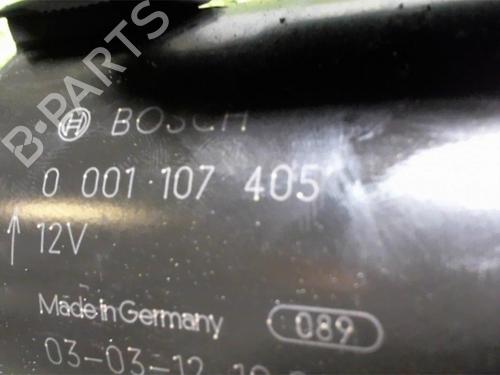 B-PARTS
BOSCH
0 001 107 405
12V
Made in Germany
089
03-03-12